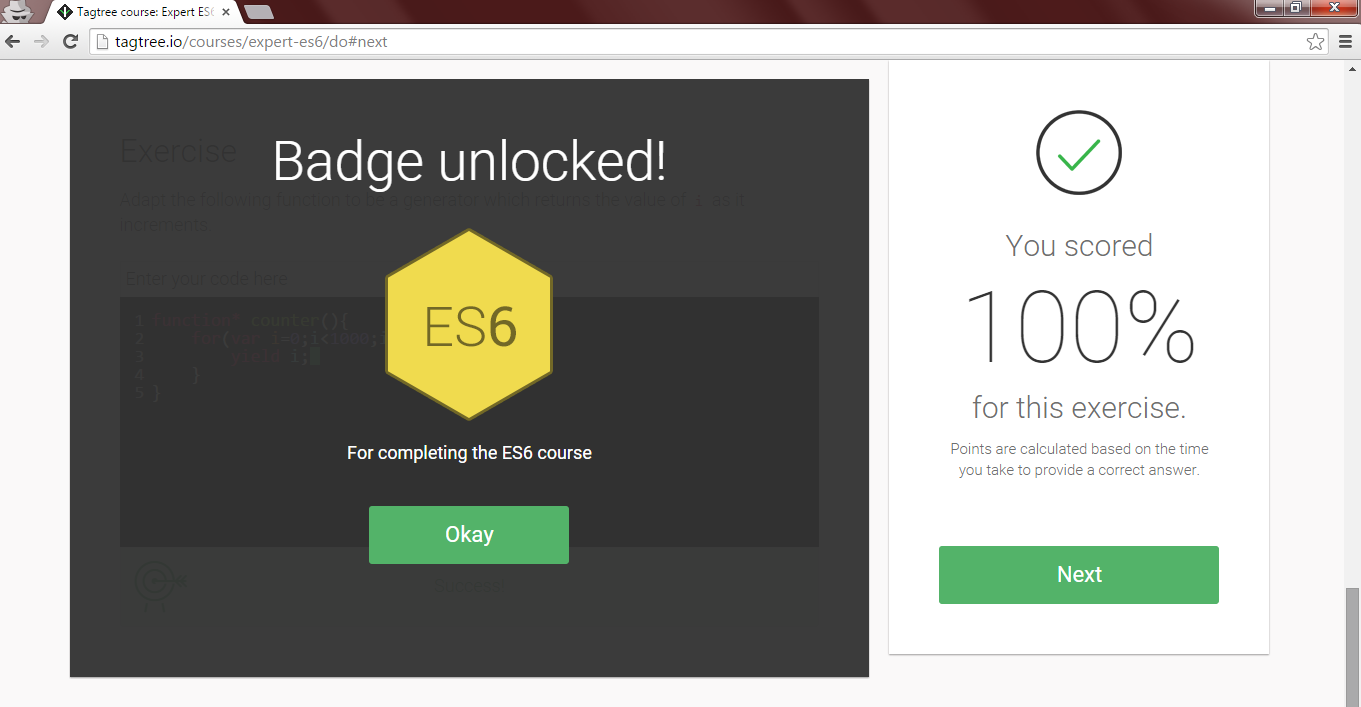 Tagtree course: Expert ES6
tagtree.io/courses/expert-es6/do#next
Exercise
Badge unlocked!
Adapt the following function to be a generator which returns the value of i as it
increments.
Enter your code here
1 function* counter(){
2 for(var i=0;i<1000;i
3 yield i;
4 }
5 }
ES6
For completing the ES6 course
Okay
Success!
You scored
100%
for this exercise.
Points are calculated based on the time
you take to provide a correct answer.
Next